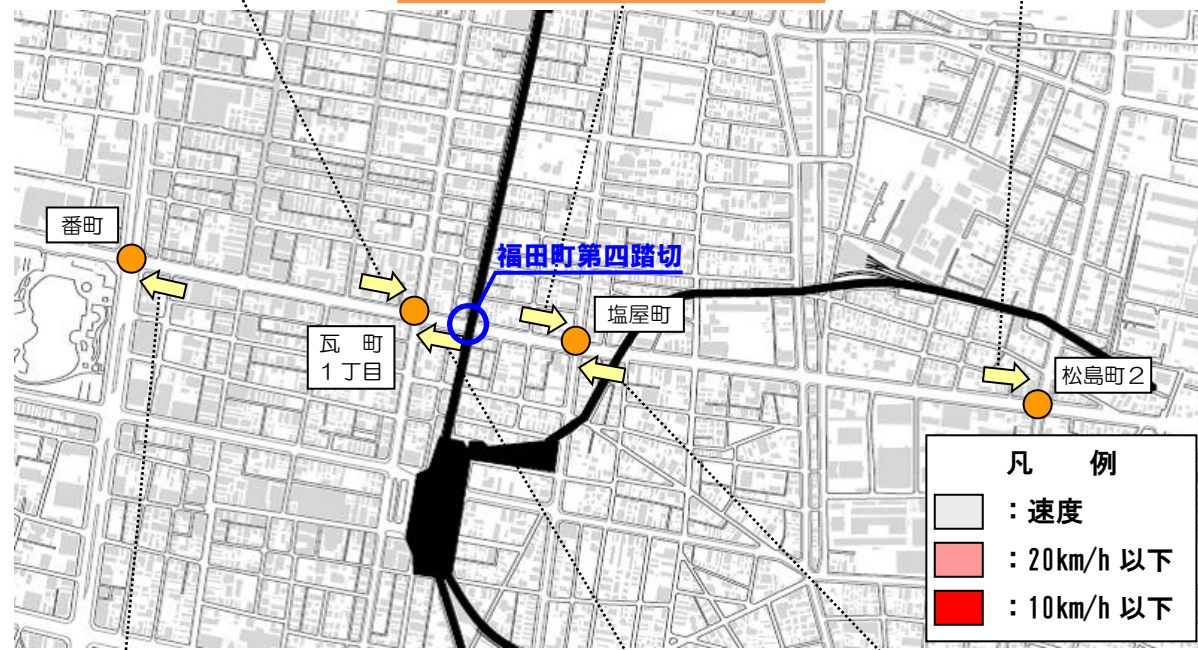 番町
福田町第四踏切
瓦 町
1丁目
塩屋町
松島町2
凡 例
：速度
：20km/h 以下
：10km/h 以下